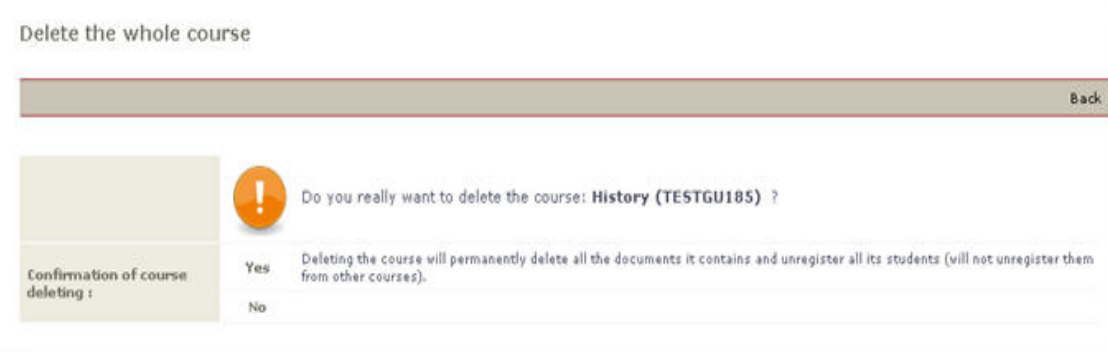 Delete the whole course
Back
Do you really want to delete the course: History (TESTGU185) ?
Confirmation of course
deleting :
Yes
Deleting the course will permanently delete all the documents it contains and unregister all its students (will not unregister them
from other courses).
No